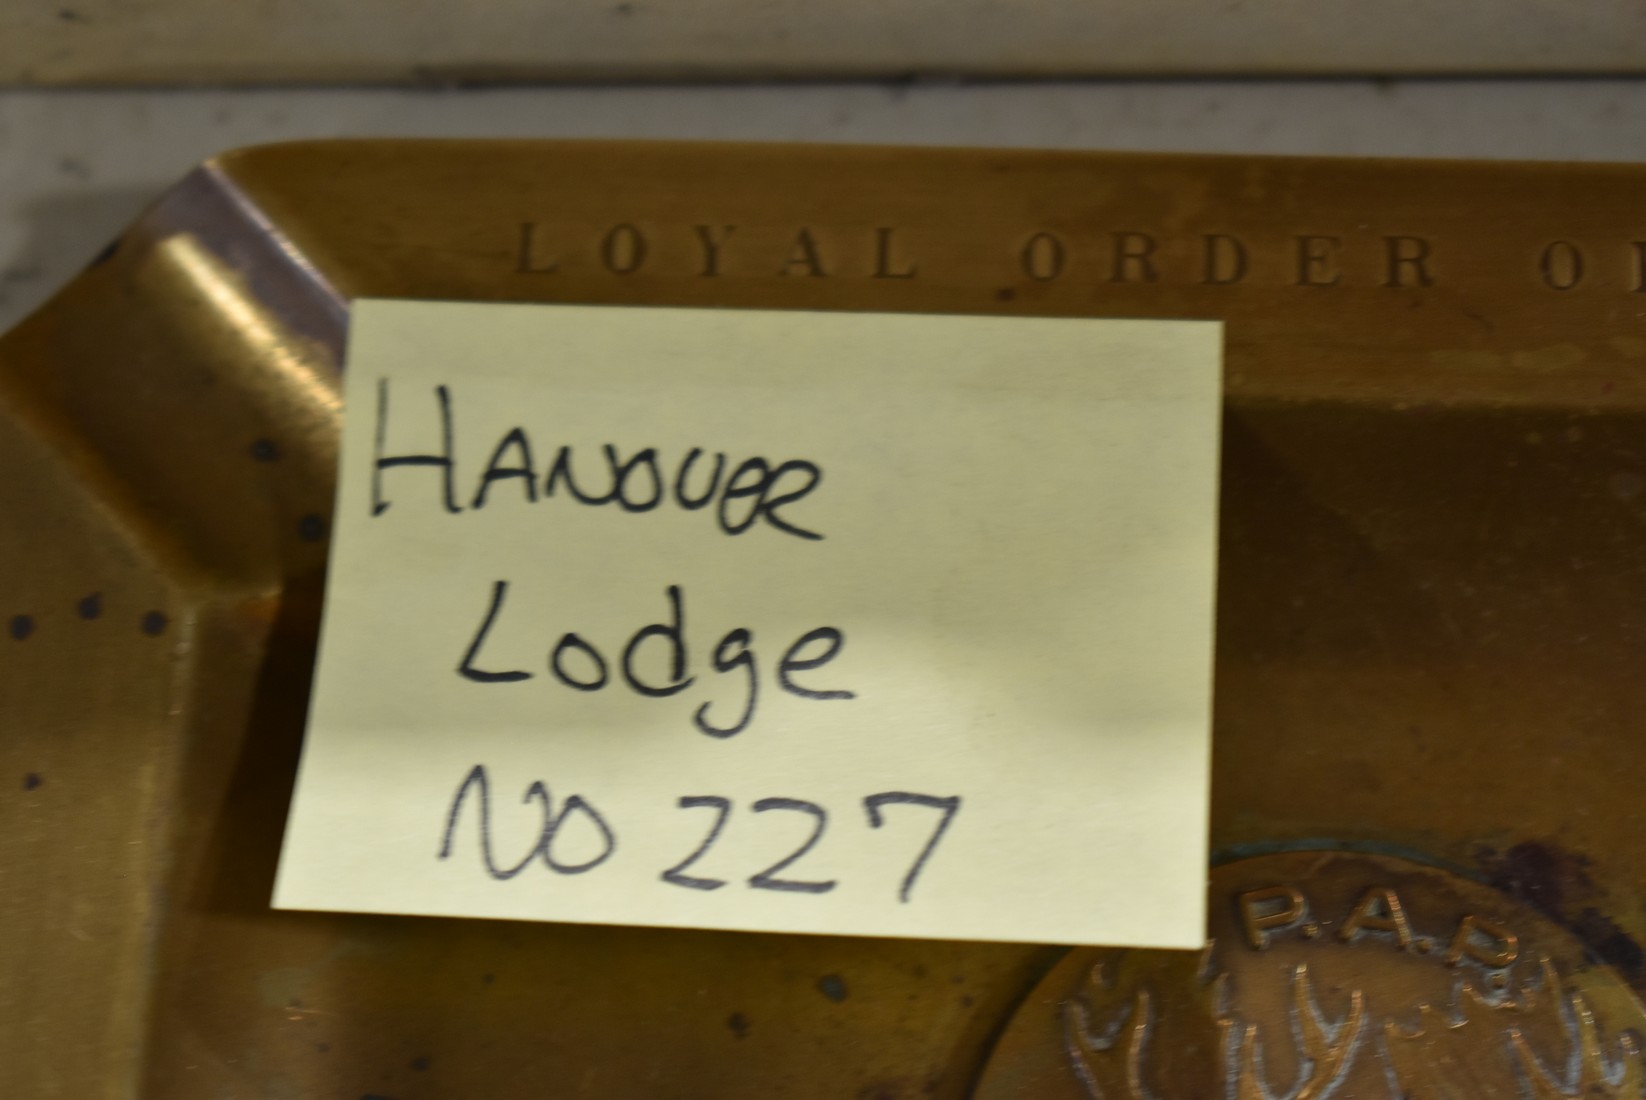 LOYAL ORDER O
HANOVER
Lodge
NO 227
P.A.P.